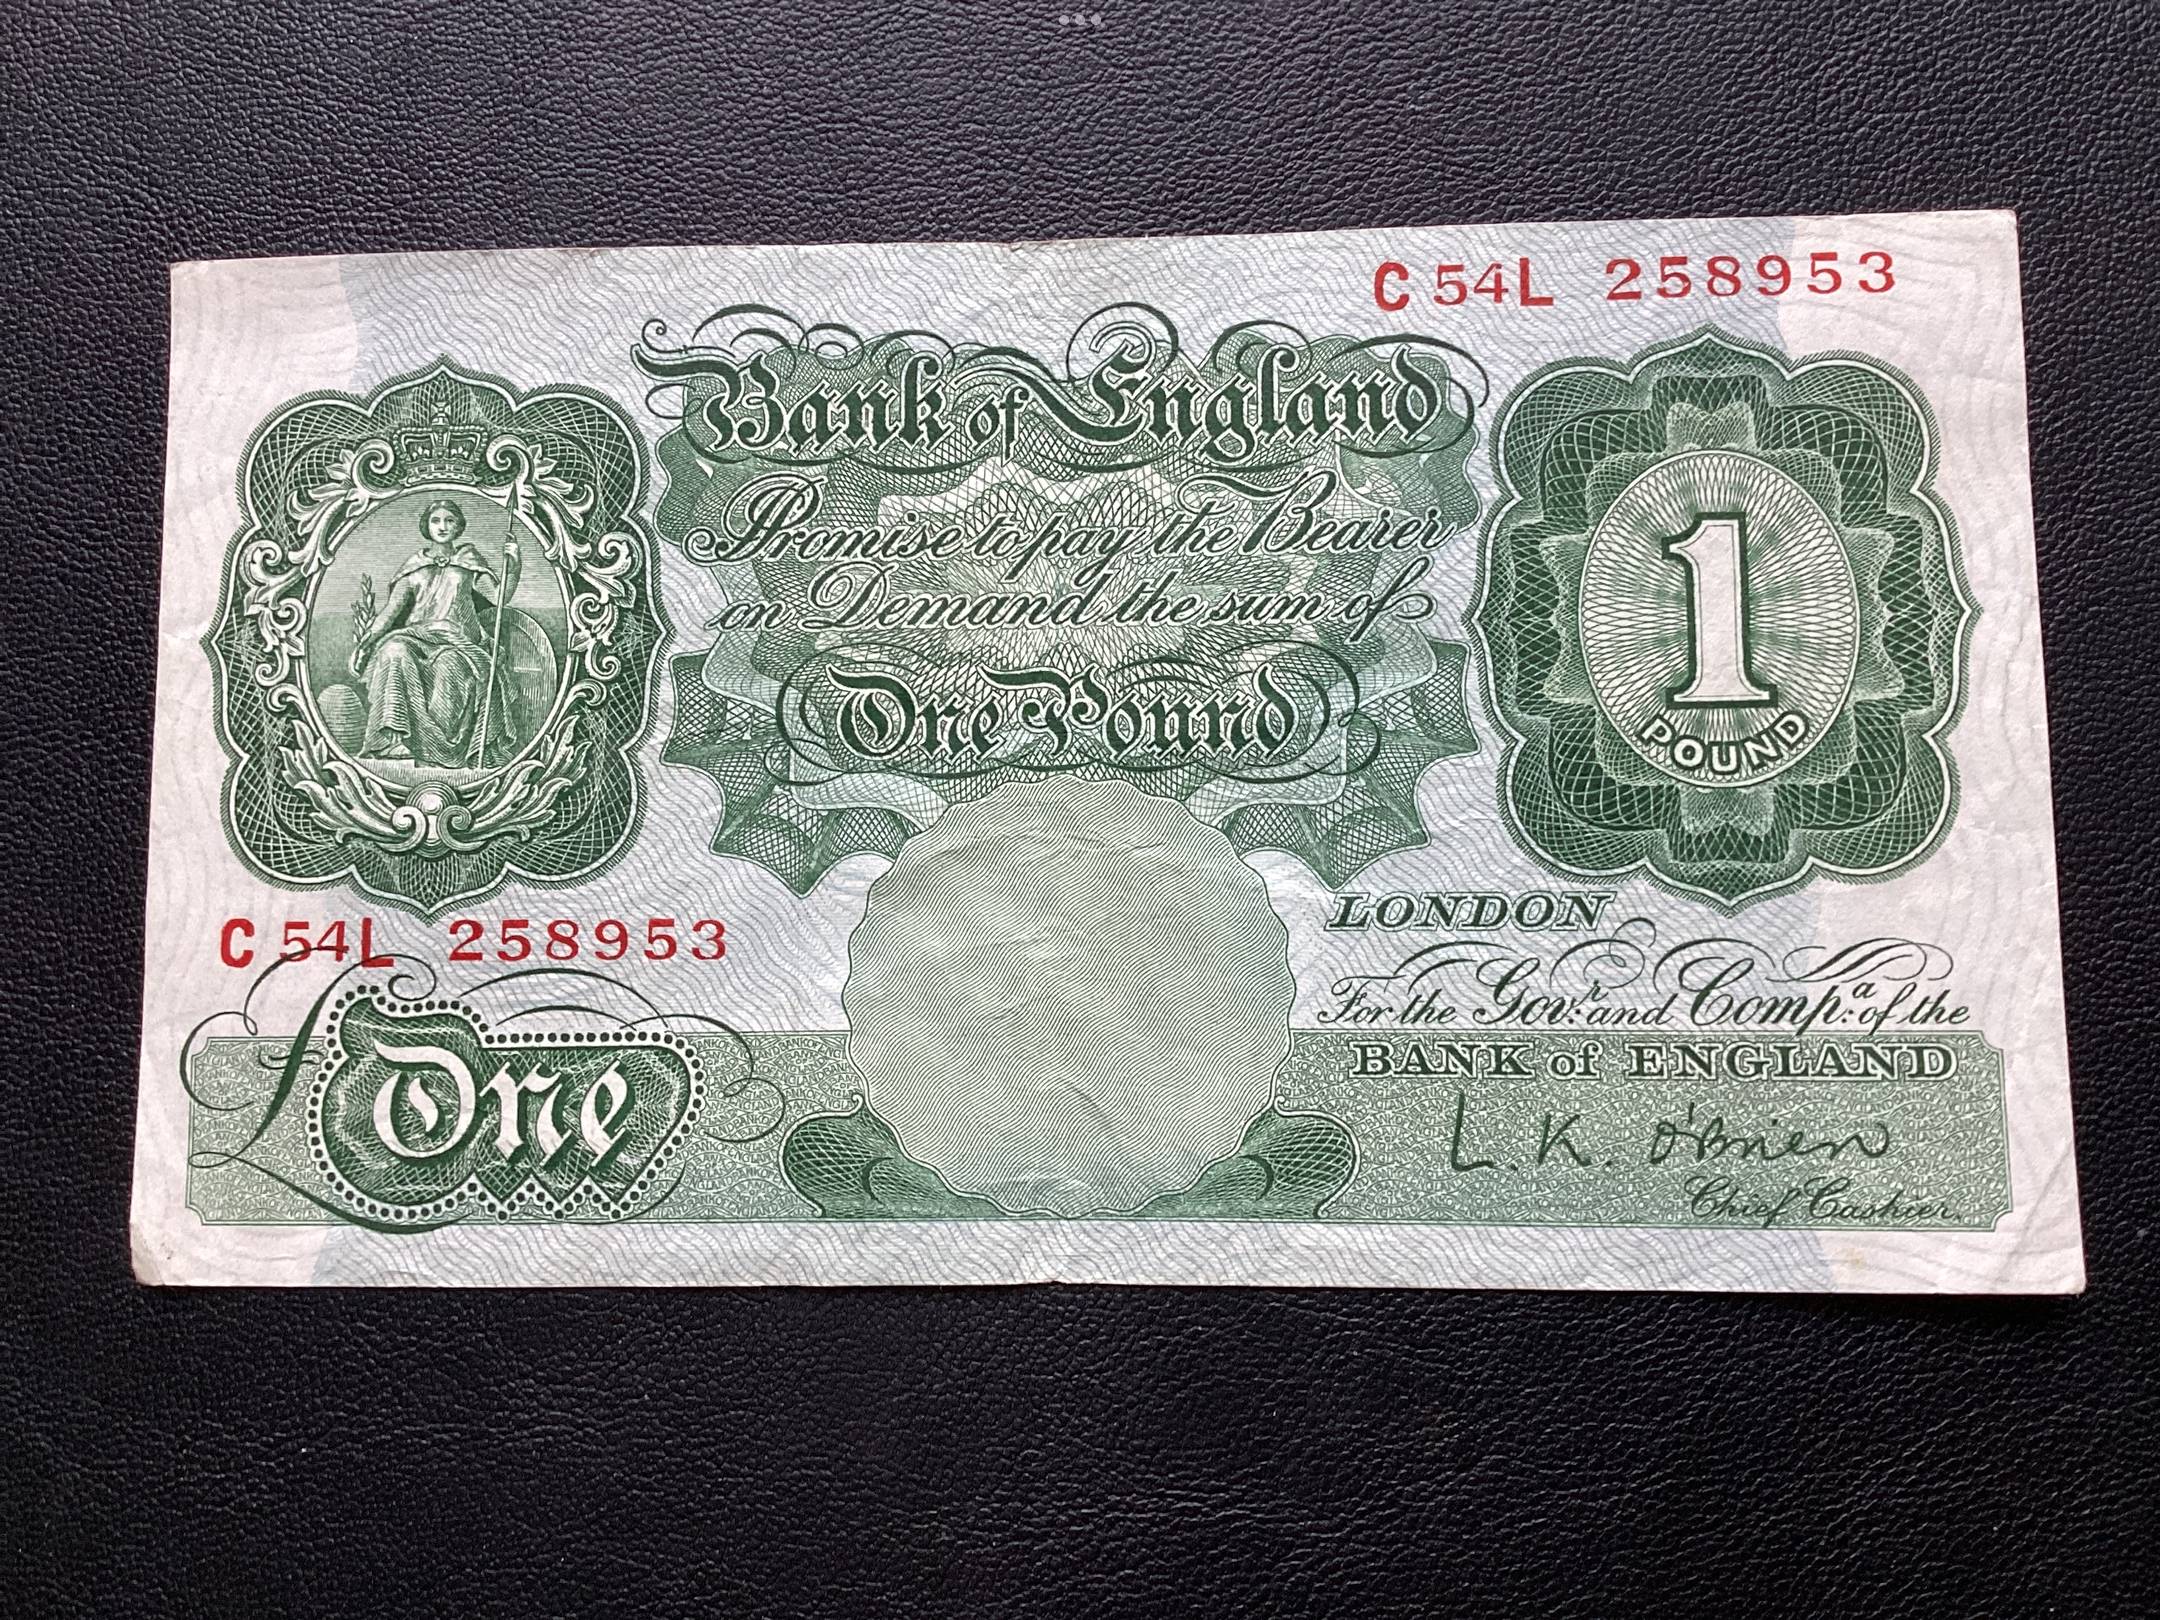 C 54L 258953
Bank of England
Promise to pay the Bearer
on Demand the sum of
One Pound
1
POUND
C 54L 258953
£One
LONDON
For the Govr. and Compa. of the
BANK of ENGLAND
L. K. O'Brien
Chief Cashier.